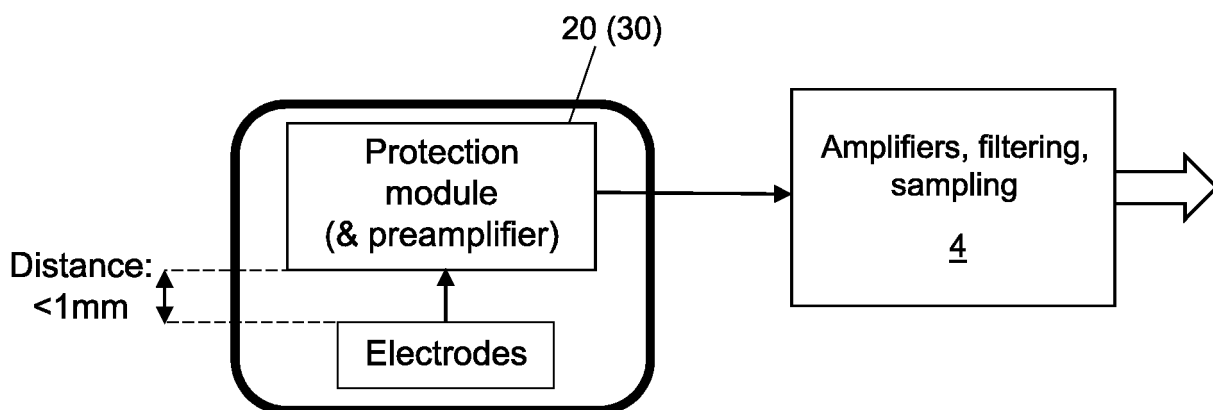 20 (30)
Protection
module
(& preamplifier)
Amplifiers, filtering,
sampling
4
Distance:
<1mm
Electrodes